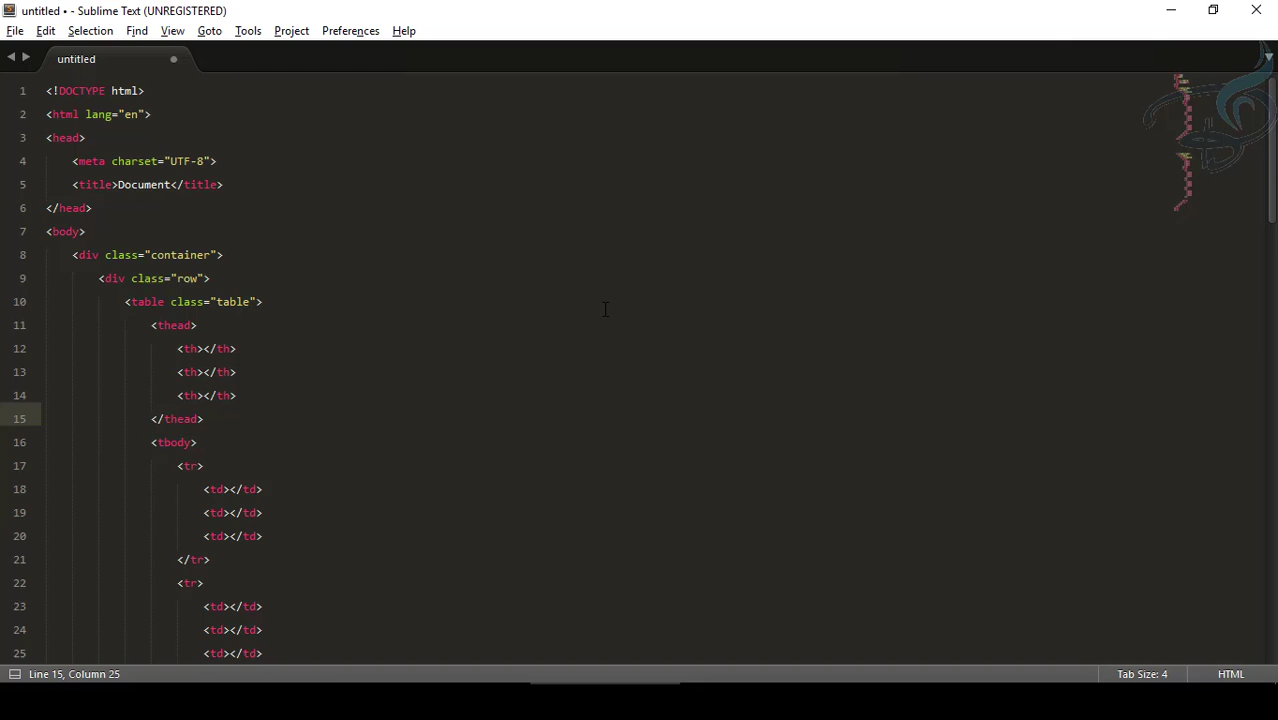 untitled • - Sublime Text (UNREGISTERED)
File Edit Selection Find View Goto Tools Project Preferences Help
untitled
1 <!DOCTYPE html>
2 <html lang="en">
3 <head>
4 <meta charset="UTF-8">
5 <title>Document</title>
6 </head>
7 <body>
8 <div class="container">
9 <div class="row">
10 <table class="table">
11 <thead>
12 <th></th>
13 <th></th>
14 <th></th>
15 </thead>
16 <tbody>
17 <tr>
18 <td></td>
19 <td></td>
20 <td></td>
21 </tr>
22 <tr>
23 <td></td>
24 <td></td>
25 <td></td>
Line 15, Column 25 Tab Size: 4 HTML